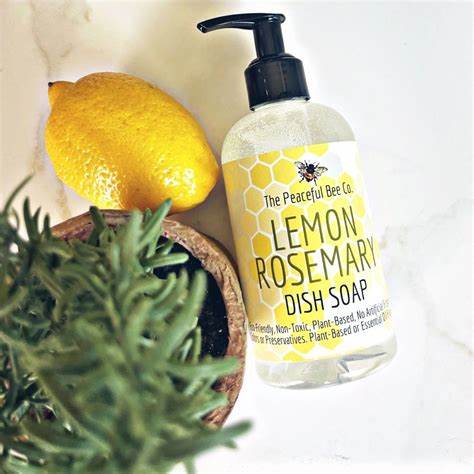 The Peaceful Bee Co.
LEMON
ROSEMARY
DISH SOAP
Eco-Friendly, Non-Toxic, Plant-Based, No Artificial
or Preservatives. Plant-Based or Essential